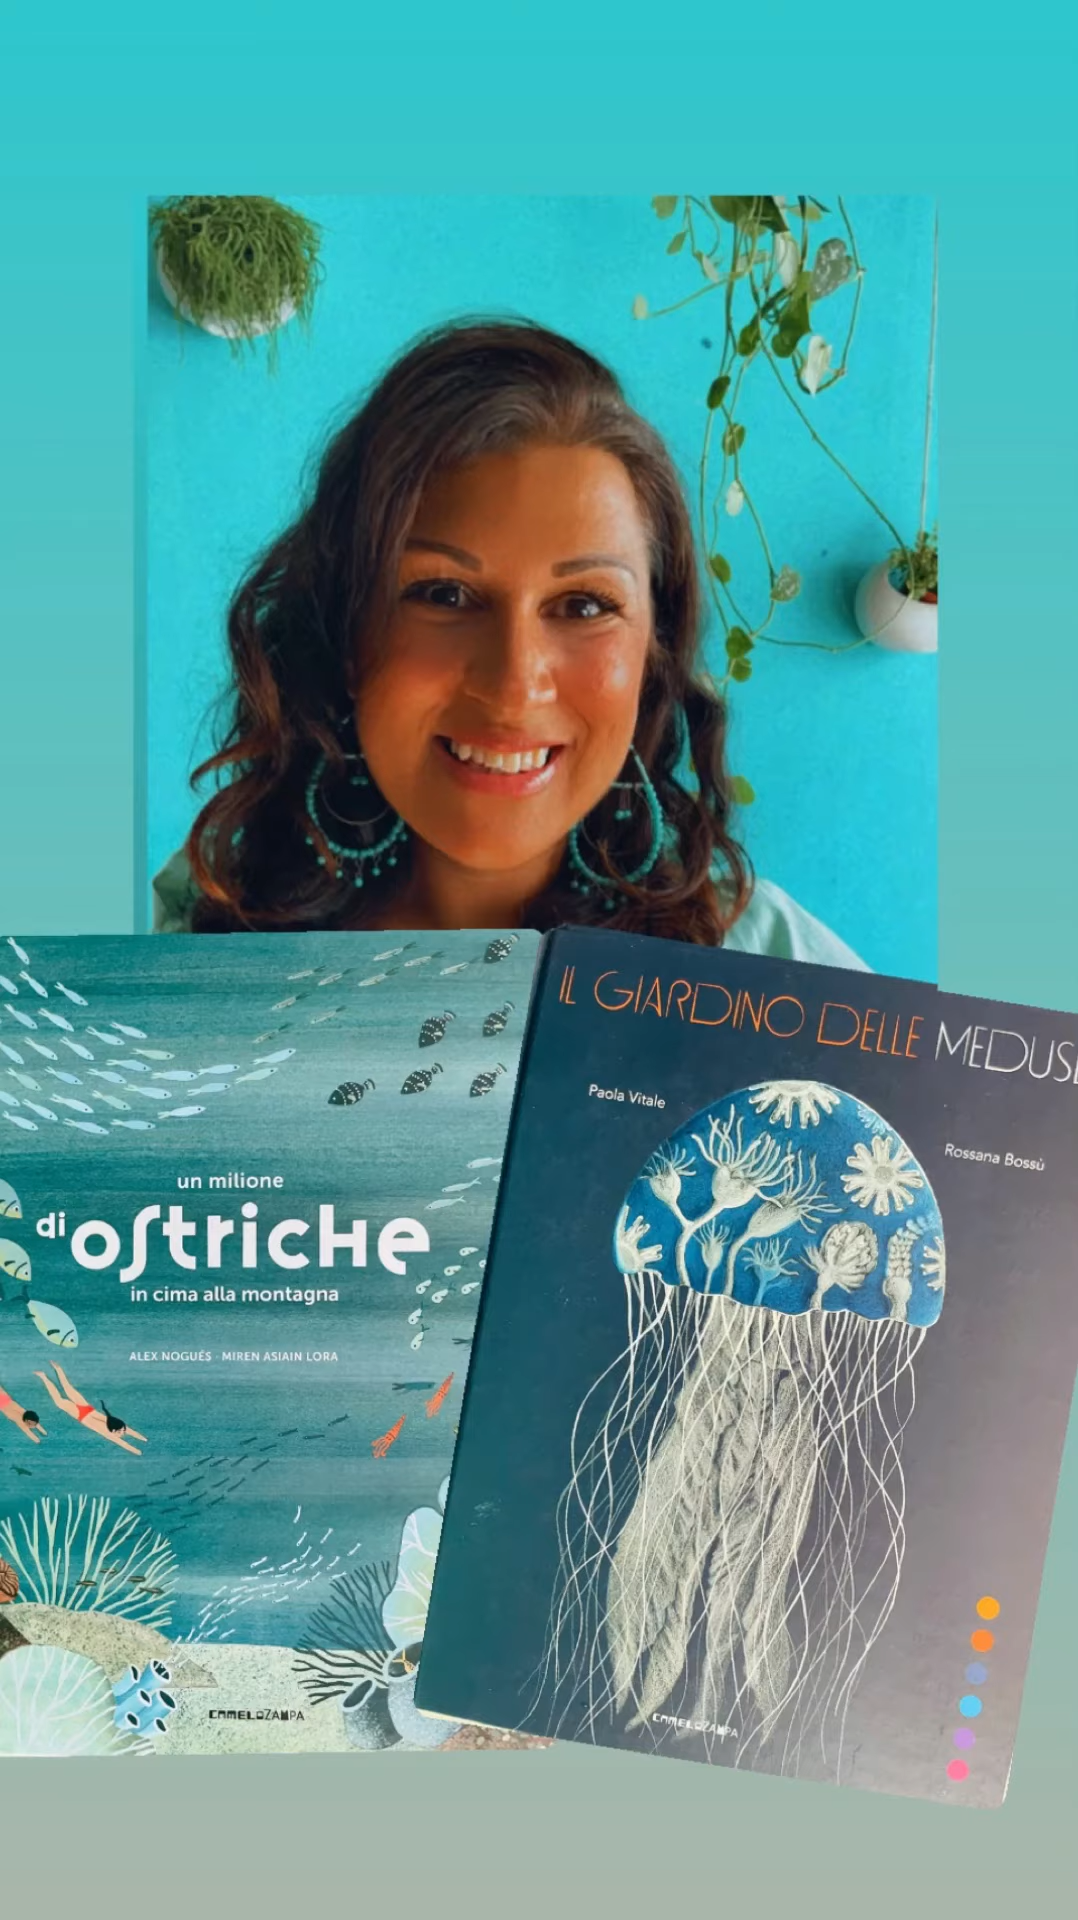 un milione
di ostriche
in cima alla montagna
ALEX NOGUÉS · MIREN ASIAIN LORA
CAMELOZAMPA
IL GIARDINO DELLE MEDUSE
Paola Vitale
Rossana Bossù
CAMELOZAMPA